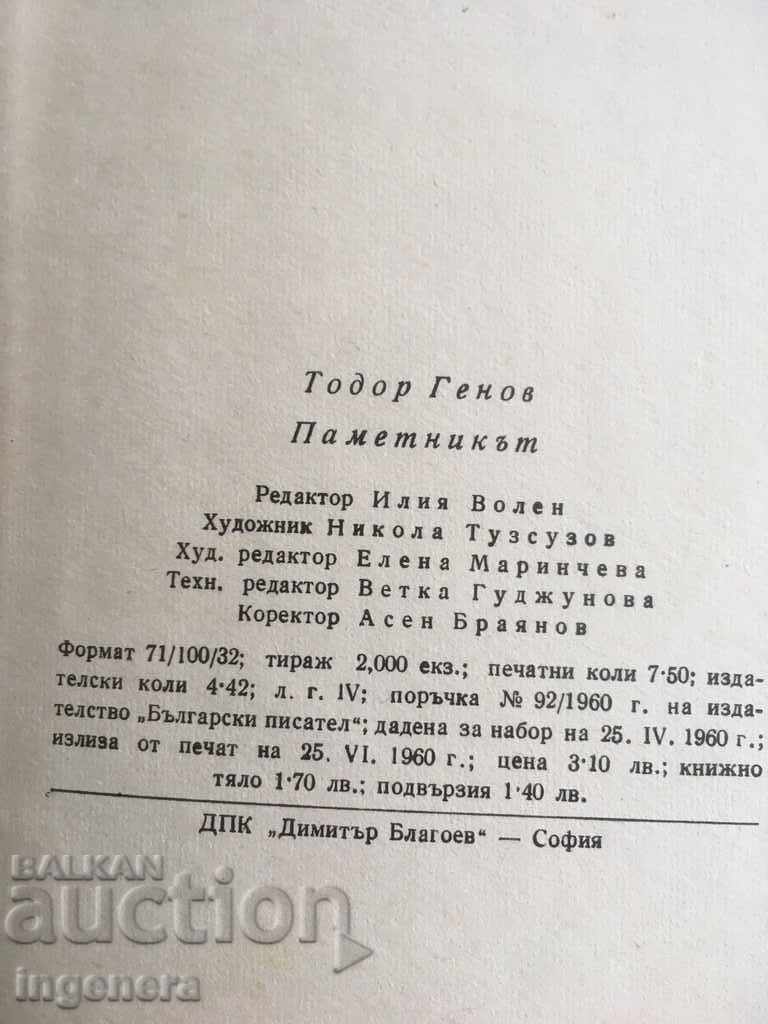 Тодор Генов
Паметникът
Редактор Илия Волен
Художник Никола Тузсузов
Худ. редактор Елена Маринчева
Техн. редактор Ветка Гуджунова
Коректор Асен Браянов
Формат 71/100/32; тираж 2,000 екз.; печатни коли 7·50; изда-
телски коли 4·42; л. г. IV; поръчка № 92/1960 г. на изда-
телство „Български писател“; дадена за набор на 25. IV. 1960 г.;
излиза от печат на 25. VI. 1960 г.; цена 3·10 лв.; книжно
тяло 1·70 лв.; подвързия 1·40 лв.
ДПК „Димитър Благоев“ — София
BALKAN
auction
ingenera